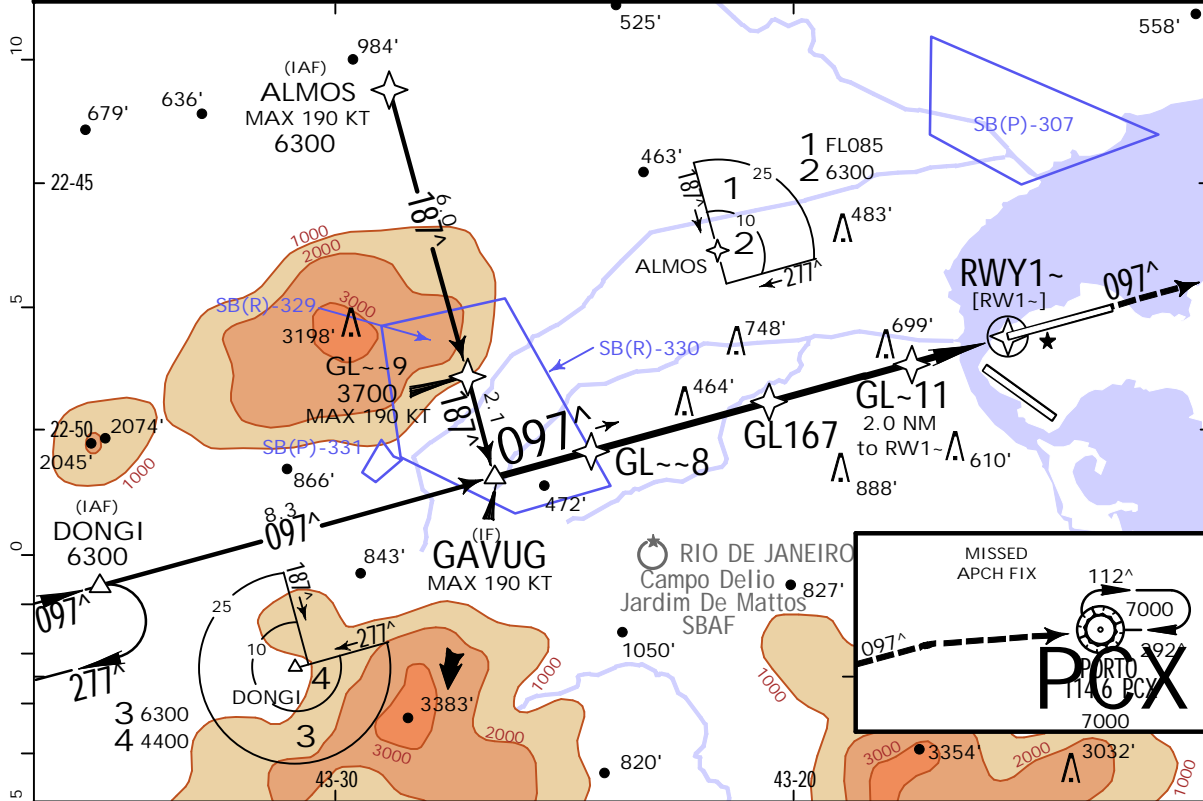 10
5
0
5
525'
558'
984'
(IAF)
ALMOS
MAX 190 KT
6300
679'
636'
22-45
187^
6.0
463'
1 FL085
2 6300
187^
1
25
10
2
ALMOS
277^
483'
SB(P)-307
1000
2000
3000
SB(R)-329
3198'
GL~~9
3700
MAX 190 KT
187^
2.7
SB(R)-330
748'
699'
464'
RWY1~
[RW1~]
097^
GL~11
2.0 NM
to RW1~
610'
GL167
888'
097^
GL~~8
22-50
2074'
2045'
1000
SB(P)-331
866'
472'
(IAF)
DONGI
6300
8.3
097^
(IF)
GAVUG
MAX 190 KT
843'
097^
277^
187^
25
10
277^
DONGI
4
3
3 6300
4 4400
3383'
3000
2000
1000
43-30
RIO DE JANEIRO
Campo Delio
Jardim De Mattos
SBAF
827'
1050'
820'
43-20
1000
MISSED
APCH FIX
112^
7000
292^
097^
PCX
PORTO
114.6 PCX
7000
3000
3354'
2000
3032'
1000